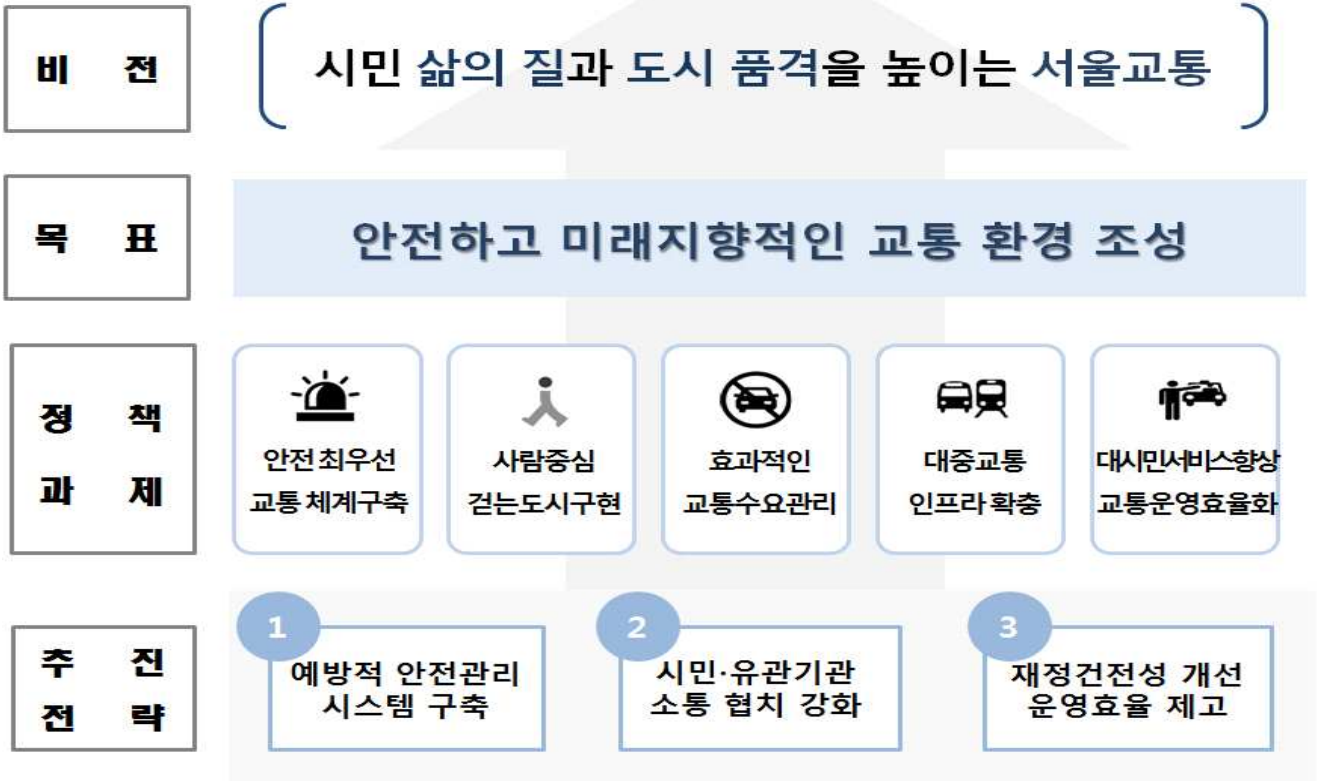 비 전
시민 삶의 질과 도시 품격을 높이는 서울교통
목 표
안전하고 미래지향적인 교통 환경 조성
정 책
과 제
안전 최우선
교통 체계구축
사람중심
걷는도시구현
효과적인
교통수요관리
대중교통
인프라 확충
대시민서비스향상
교통운영효율화
추 진
전 략
1
예방적 안전관리
시스템 구축
2
시민·유관기관
소통 협치 강화
3
재정건전성 개선
운영효율 제고